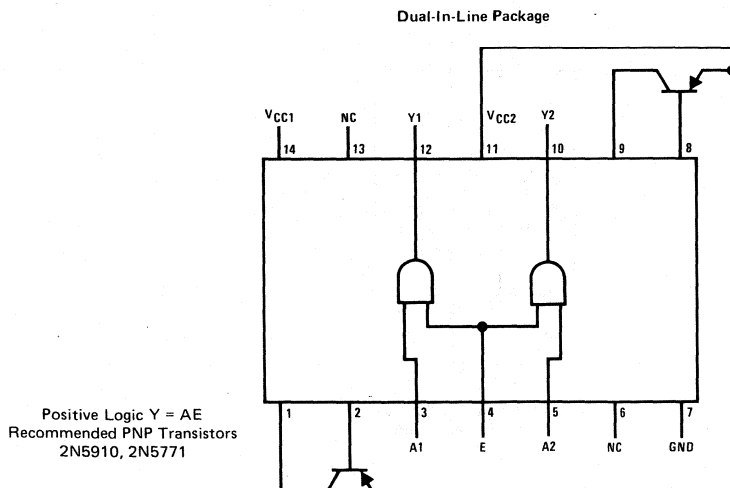 Dual-In-Line Package
VCC1 NC Y1 VCC2 Y2
14 13 12 11 10 9 8
1 2 3 4 5 6 7
A1 E A2 NC GND
Positive Logic Y = AE
Recommended PNP Transistors
2N5910, 2N5771